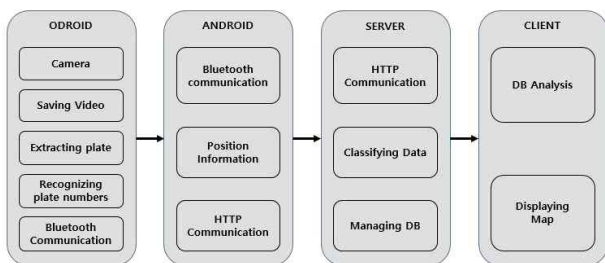 ODROID
Camera
Saving Video
Extracting plate
Recognizing
plate numbers
Bluetooth
Communication
ANDROID
Bluetooth
communication
Position
Information
HTTP
Communication
SERVER
HTTP
Communication
Classifying Data
Managing DB
CLIENT
DB Analysis
Displaying
Map